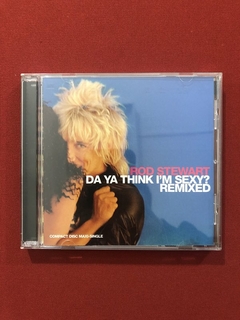 ROD STEWART
DA YA THINK I'M SEXY?
REMIXED
COMPACT DISC MAXI-SINGLE